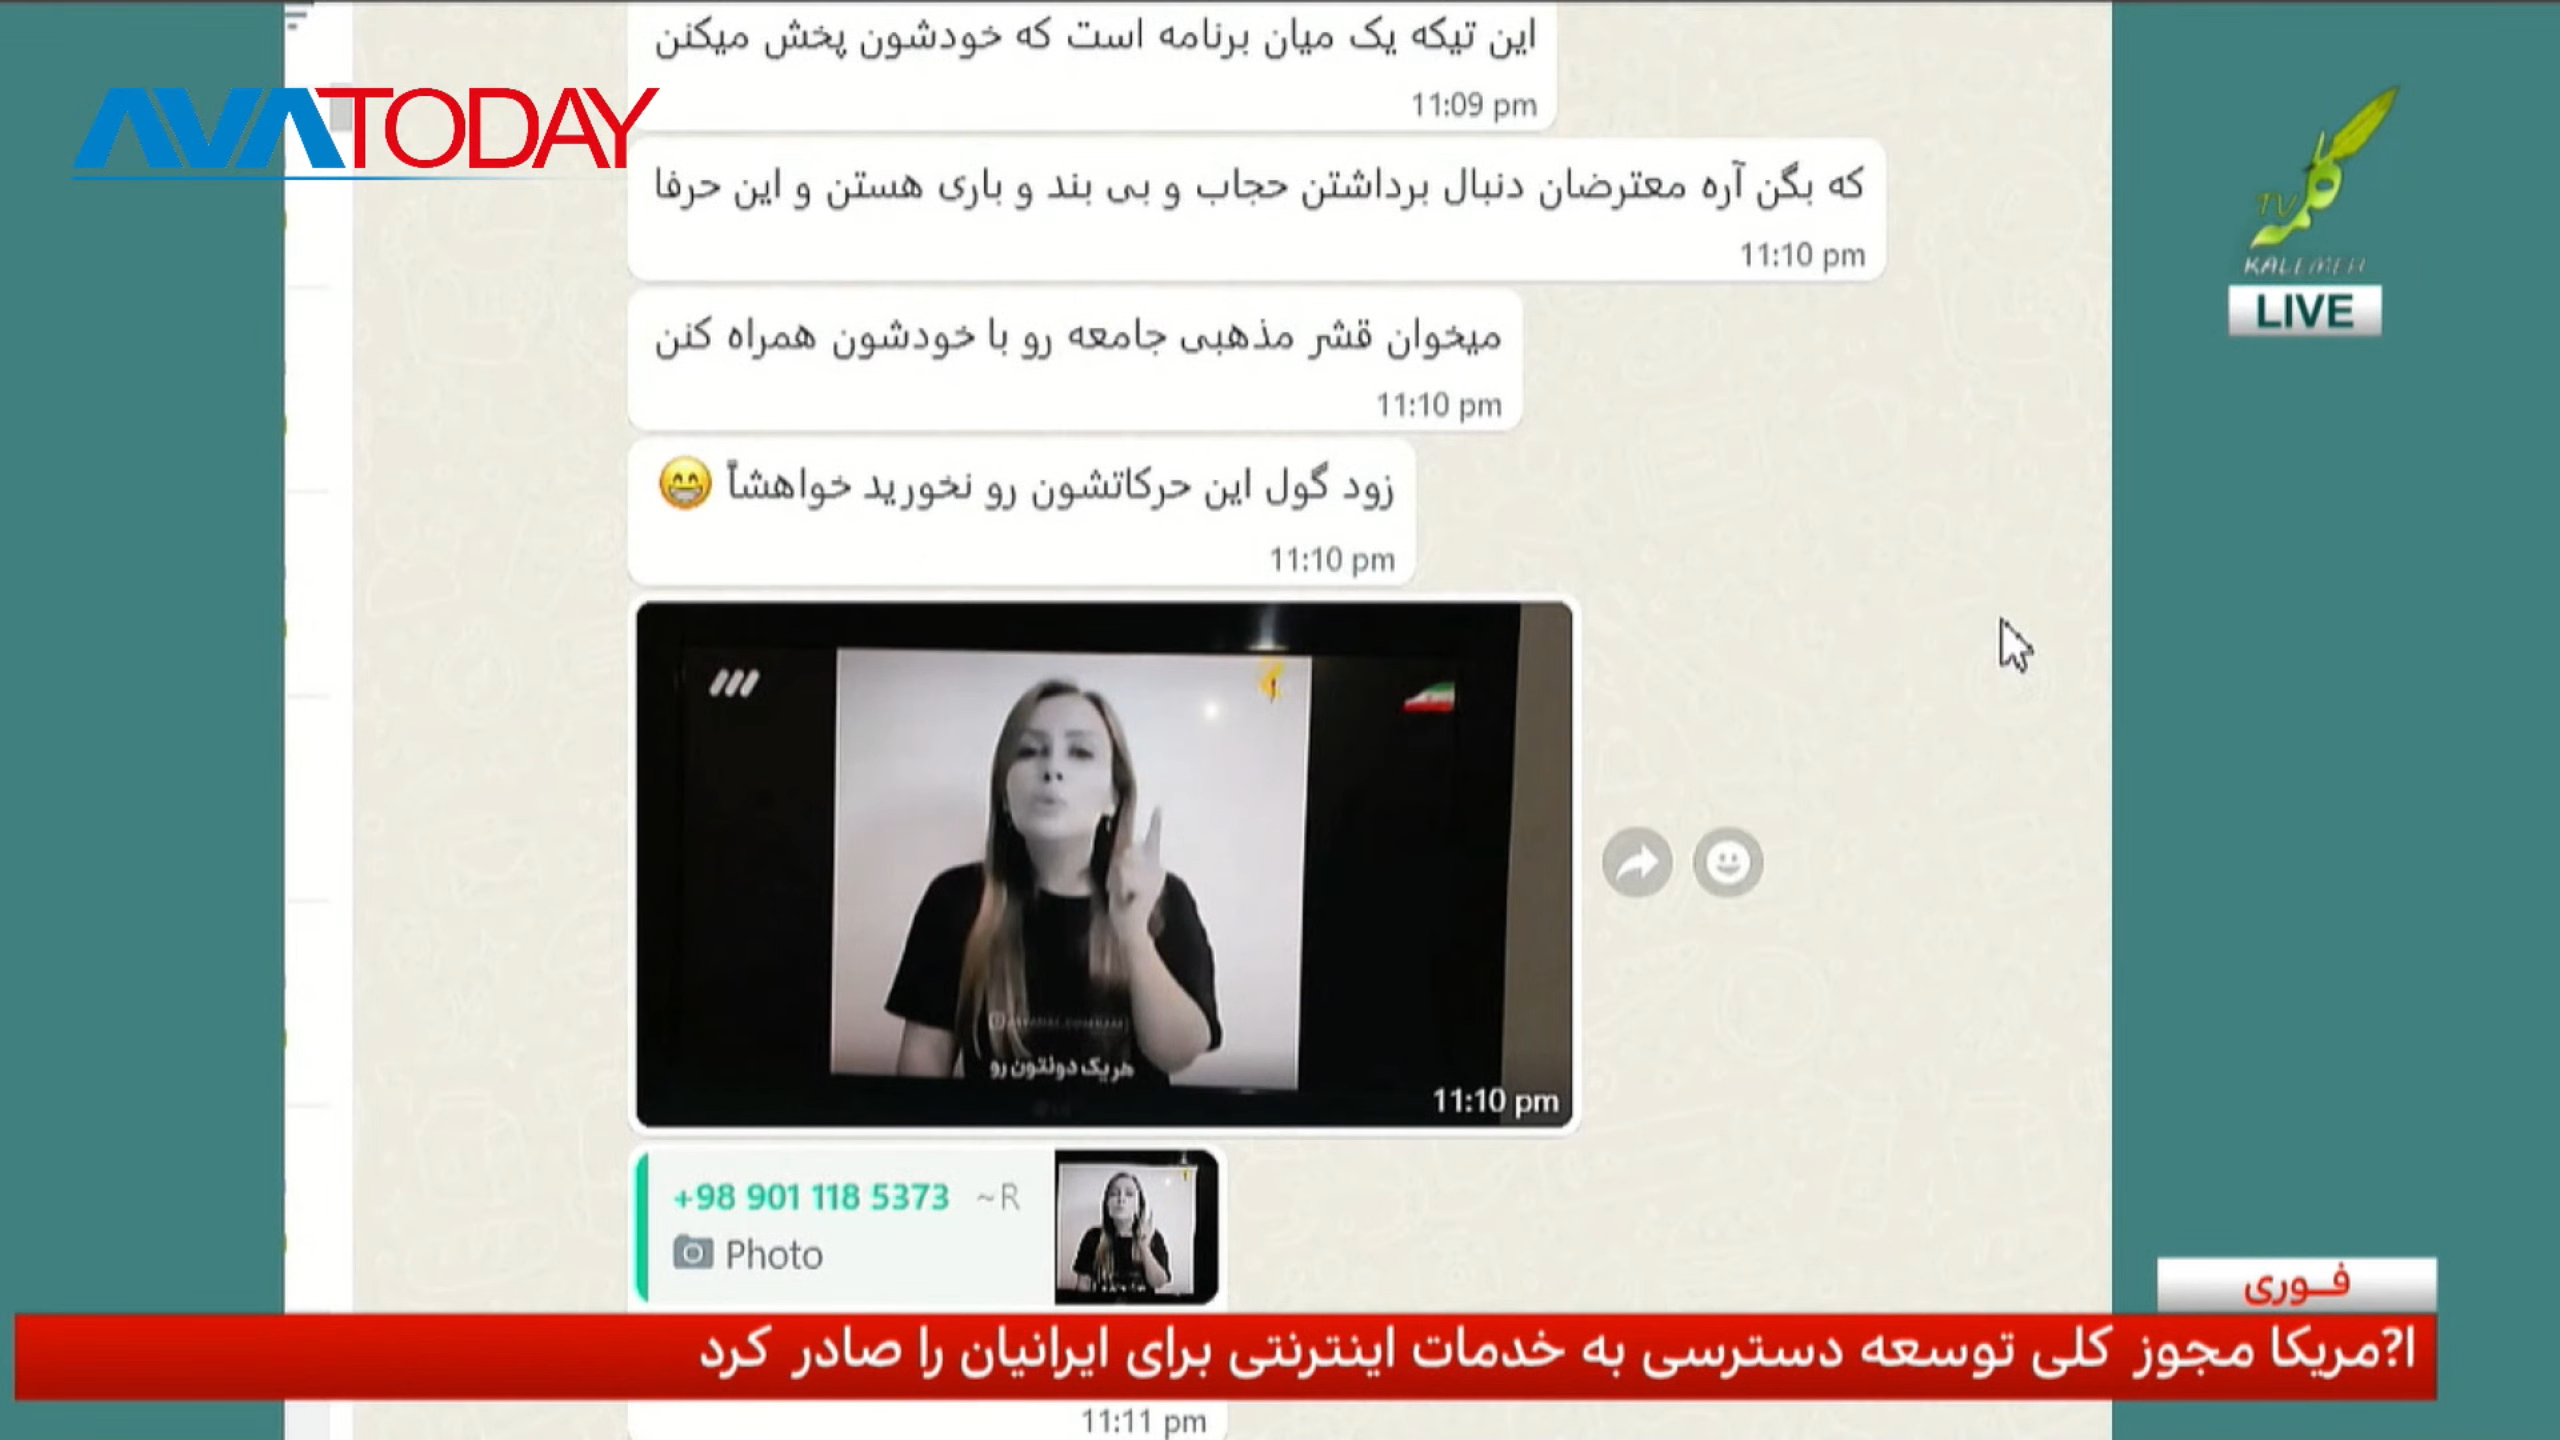 این تیکه یک میان برنامه است که خودشون پخش میکنن
11:09 pm
AVATODAY
که بگن آره معترضان دنبال برداشتن حجاب و بی بند و باری هستن و این حرفا
11:10 pm
TV
KALEMEH
LIVE
میخوان قشر مذهبی جامعه رو با خودشون همراه کنن
11:10 pm
زود گول این حرکاتشون رو نخورید خواهشاً 😁
11:10 pm
هر یک دونتون رو
11:10 pm
+98 901 118 5373 ~R
Photo
فـوری
ا?مریکا مجوز کلی توسعه دسترسی به خدمات اینترنتی برای ایرانیان را صادر کرد
11:11 pm